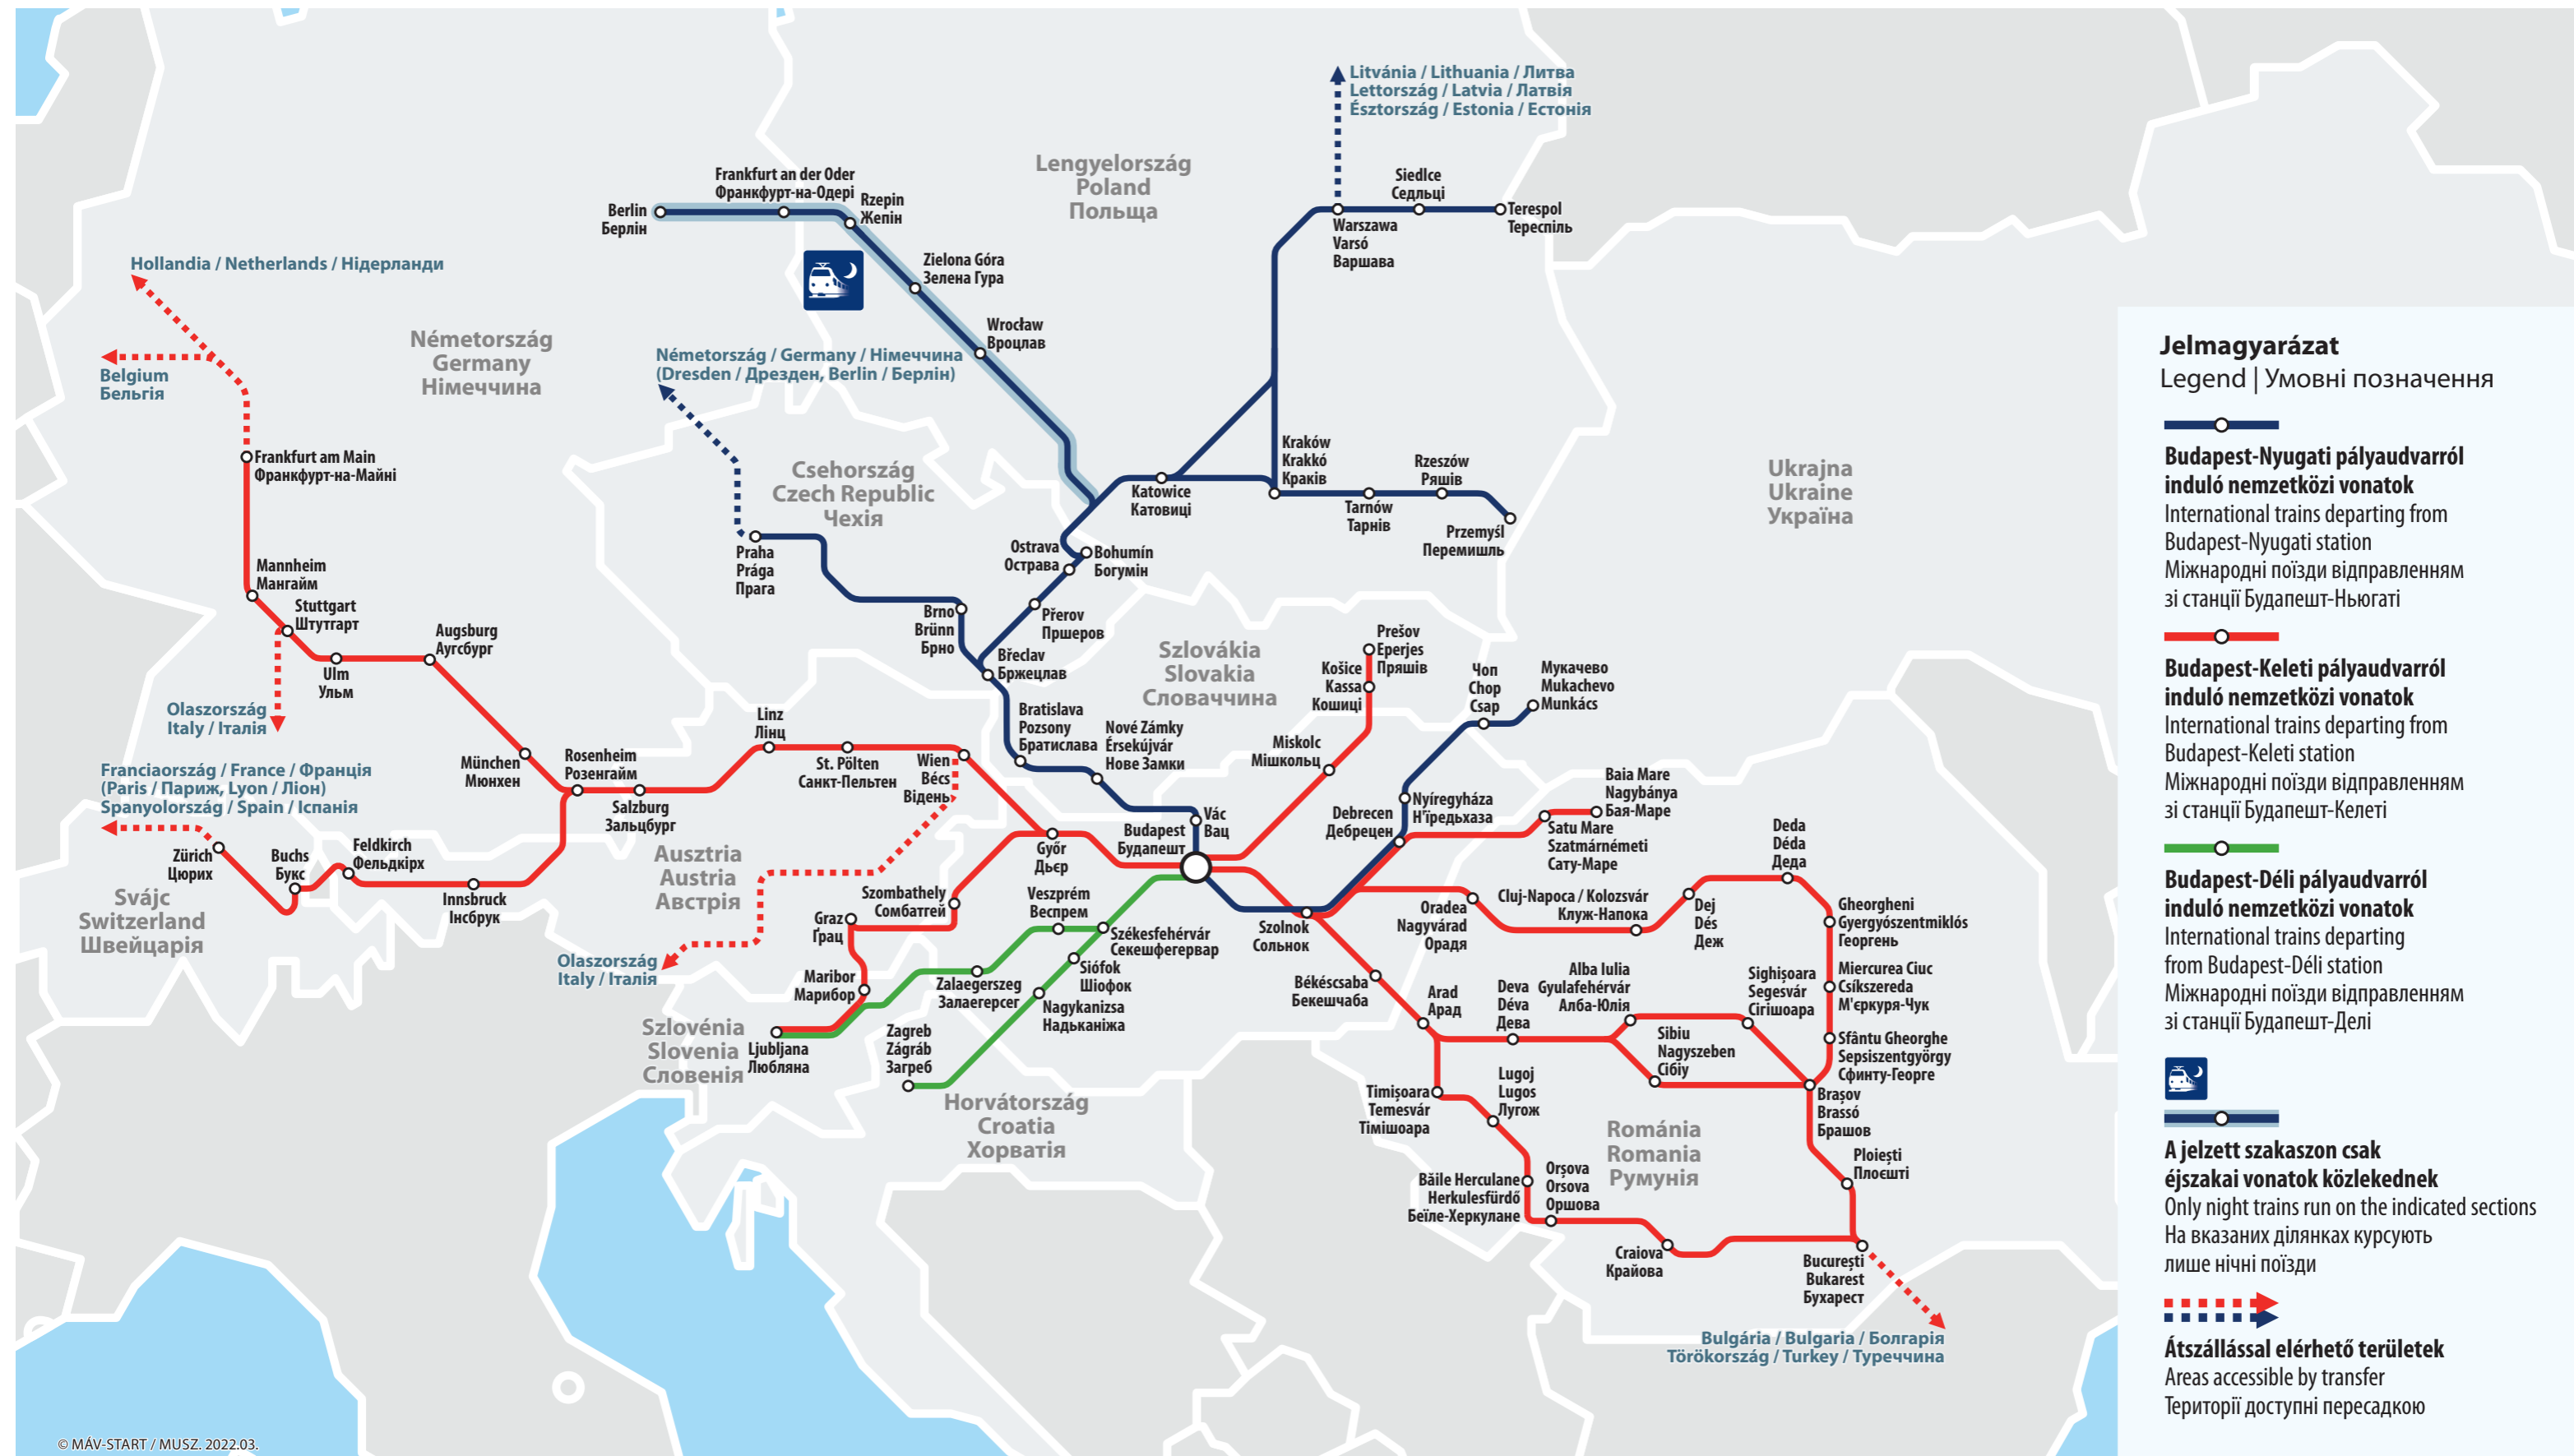 Litvánia / Lithuania / Литва
Lettország / Latvia / Латвія
Észtország / Estonia / Естонія
Lengyelország
Poland
Польща
Siedlce
Седльці
Frankfurt an der Oder
Франкфурт-на-Одері
Rzepin
Жепін
Berlin
Берлін
Terespol
Тереспіль
Warszawa
Varsó
Варшава
Zielona Góra
Зелена Гура
Hollandia / Netherlands / Нідерланди
Wrocław
Вроцлав
Németország
Germany
Німеччина
Németország / Germany / Німеччина
(Dresden / Дрезден, Berlin / Берлін)
Belgium
Бельгія
Frankfurt am Main
Франкфурт-на-Майні
Csehország
Czech Republic
Чехія
Kraków
Krakkó
Краків
Rzeszów
Ряшів
Katowice
Катовиці
Tarnów
Тарнів
Przemyśl
Перемишль
Ukrajna
Ukraine
Україна
Praha
Prága
Прага
Ostrava
Острава
Bohumín
Богумін
Mannheim
Мангайм
Stuttgart
Штутгарт
Brno
Brünn
Брно
Přerov
Пршеров
Augsburg
Аугсбург
Ulm
Ульм
Břeclav
Бржецлав
Szlovákia
Slovakia
Словаччина
Prešov
Eperjes
Пряшів
Košice
Kassa
Кошиці
Чоп
Chop
Csap
Мукачево
Mukachevo
Munkács
Olaszország
Italy / Італія
Linz
Лінц
Bratislava
Pozsony
Братислава
Nové Zámky
Érsekújvár
Нове Замки
Miskolc
Мішкольц
München
Мюнхен
Rosenheim
Розенгайм
St. Pölten
Санкт-Пельтен
Wien
Bécs
Відень
Franciaország / France / Франція
(Paris / Париж, Lyon / Ліон)
Spanyolország / Spain / Іспанія
Salzburg
Зальцбург
Baia Mare
Nagybánya
Бая-Маре
Nyíregyháza
Н'їредьхаза
Debrecen
Дебрецен
Satu Mare
Szatmárnémeti
Сату-Маре
Vác
Вац
Budapest
Будапешт
Győr
Дьєр
Zürich
Цюрих
Buchs
Букс
Feldkirch
Фельдкірх
Innsbruck
Інсбрук
Svájc
Switzerland
Швейцарія
Ausztria
Austria
Австрія
Deda
Déda
Деда
Szombathely
Сомбатгей
Veszprém
Веспрем
Graz
Ґрац
Székesfehérvár
Секешфегервар
Szolnok
Сольнок
Oradea
Nagyvárad
Орадя
Cluj-Napoca / Kolozsvár
Клуж-Напока
Dej
Dés
Деж
Gheorgheni
Gyergyószentmiklós
Георгень
Olaszország
Italy / Італія
Maribor
Марибор
Zalaegerszeg
Залаегерсег
Siófok
Шіофок
Nagykanizsa
Надьканіжа
Békéscsaba
Бекешчаба
Arad
Арад
Deva
Déva
Дева
Alba Iulia
Gyulafehérvár
Алба-Юлія
Sighișoara
Segesvár
Сігішоара
Miercurea Ciuc
Csíkszereda
М'єркуря-Чук
Szlovénia
Slovenia
Словенія
Ljubljana
Любляна
Zagreb
Zágráb
Загреб
Sibiu
Nagyszeben
Сібіу
Sfântu Gheorghe
Sepsiszentgyörgy
Сфинту-Георге
Horvátország
Croatia
Хорватія
Timișoara
Temesvár
Тімішоара
Lugoj
Lugos
Лугож
Brașov
Brassó
Брашов
Románia
Romania
Румунія
Ploiești
Плоєшті
Băile Herculane
Herkulesfürdő
Беїле-Херкулане
Orșova
Orsova
Оршова
Craiova
Крайова
București
Bukarest
Бухарест
Bulgária / Bulgaria / Болгарія
Törökország / Turkey / Туреччина
© MÁV-START / MUSZ. 2022.03.
Jelmagyarázat
Legend | Умовні позначення
Budapest-Nyugati pályaudvarról
induló nemzetközi vonatok
International trains departing from
Budapest-Nyugati station
Міжнародні поїзди відправленням
зі станції Будапешт-Ньюгаті
Budapest-Keleti pályaudvarról
induló nemzetközi vonatok
International trains departing from
Budapest-Keleti station
Міжнародні поїзди відправленням
зі станції Будапешт-Келеті
Budapest-Déli pályaudvarról
induló nemzetközi vonatok
International trains departing
from Budapest-Déli station
Міжнародні поїзди відправленням
зі станції Будапешт-Делі
A jelzett szakaszon csak
éjszakai vonatok közlekednek
Only night trains run on the indicated sections
На вказаних ділянках курсують
лише нічні поїзди
Átszállással elérhető területek
Areas accessible by transfer
Території доступні пересадкою